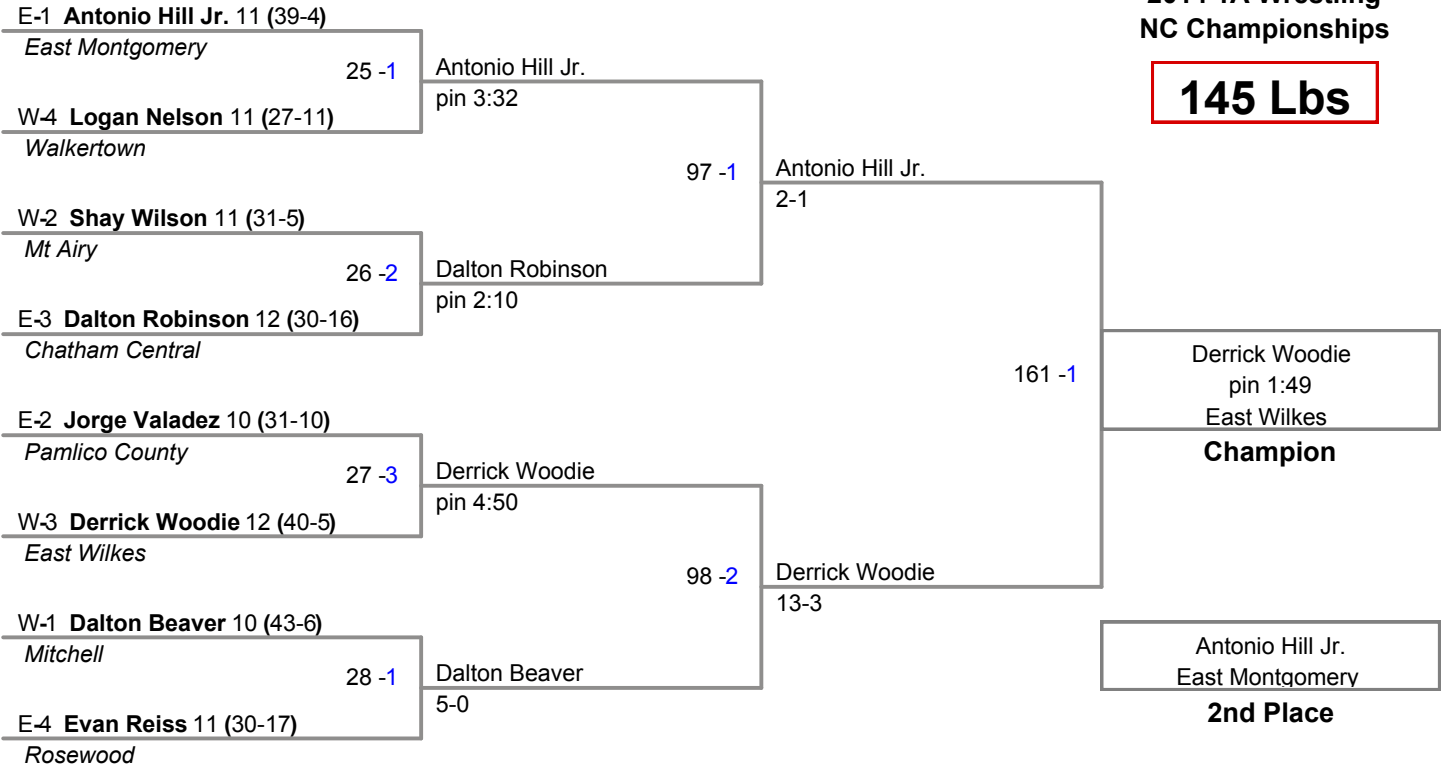 E-1 Antonio Hill Jr. 11 (39-4)
East Montgomery
25 -1
W-4 Logan Nelson 11 (27-11)
Walkertown
W-2 Shay Wilson 11 (31-5)
Mt Airy
26 -2
E-3 Dalton Robinson 12 (30-16)
Chatham Central
E-2 Jorge Valadez 10 (31-10)
Pamlico County
27 -3
W-3 Derrick Woodie 12 (40-5)
East Wilkes
W-1 Dalton Beaver 10 (43-6)
Mitchell
28 -1
E-4 Evan Reiss 11 (30-17)
Rosewood
Antonio Hill Jr.
pin 3:32
97 -1
Dalton Robinson
pin 2:10
Derrick Woodie
pin 4:50
98 -2
Dalton Beaver
5-0
Antonio Hill Jr.
2-1
161 -1
Derrick Woodie
13-3
NC Championships
145 Lbs
Derrick Woodie
pin 1:49
East Wilkes
Champion
Antonio Hill Jr.
East Montgomery
2nd Place